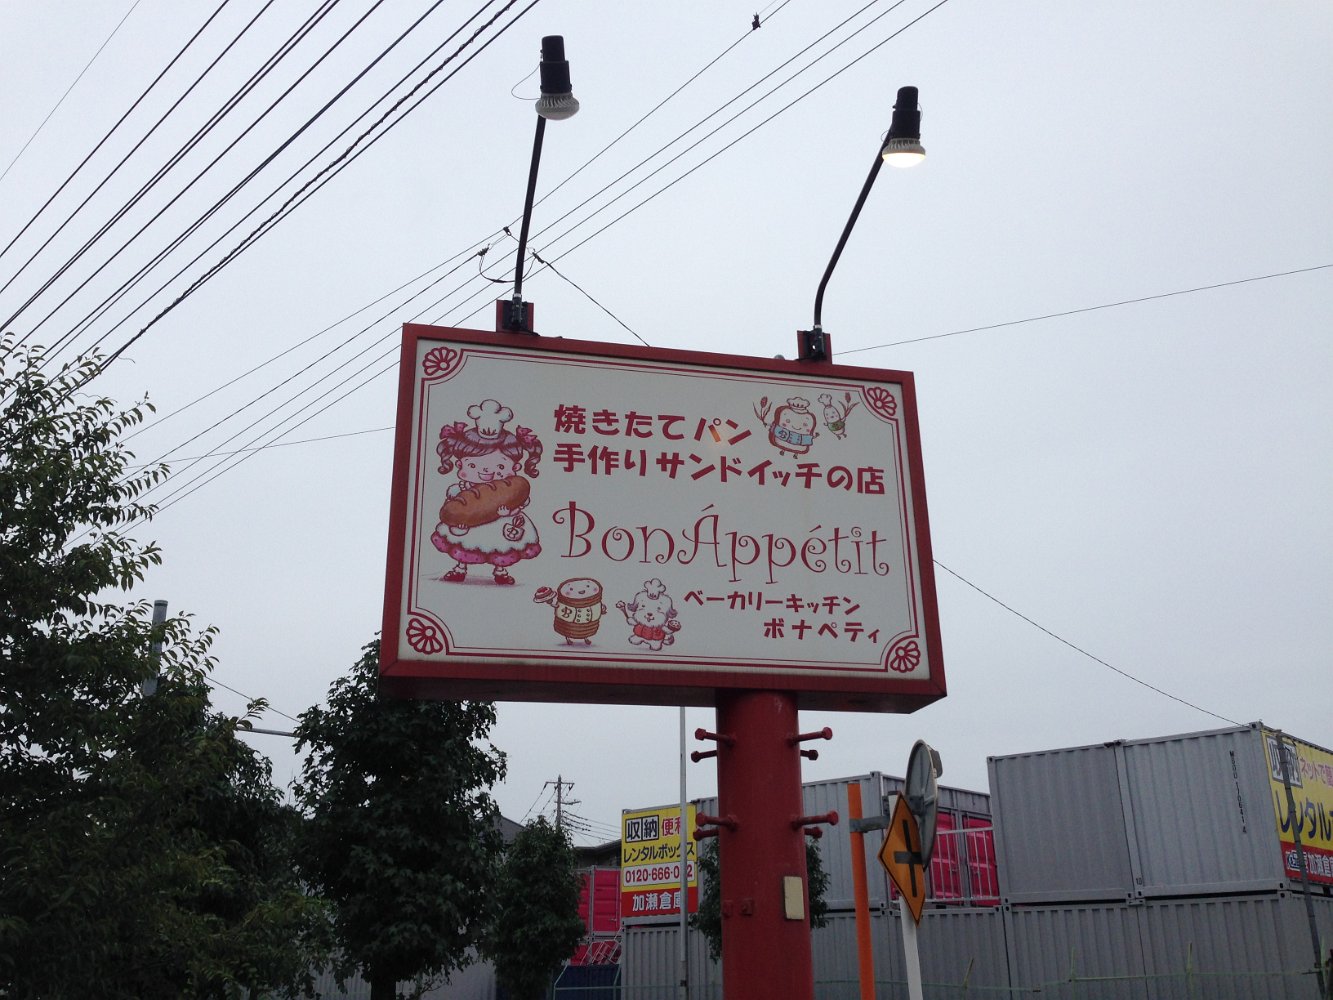 焼きたてパン
手作りサンドイッチの店
BonÁppétit
ベーカリーキッチン
ボナペティ
収納
レンタルボックス
加瀬倉庫
収納